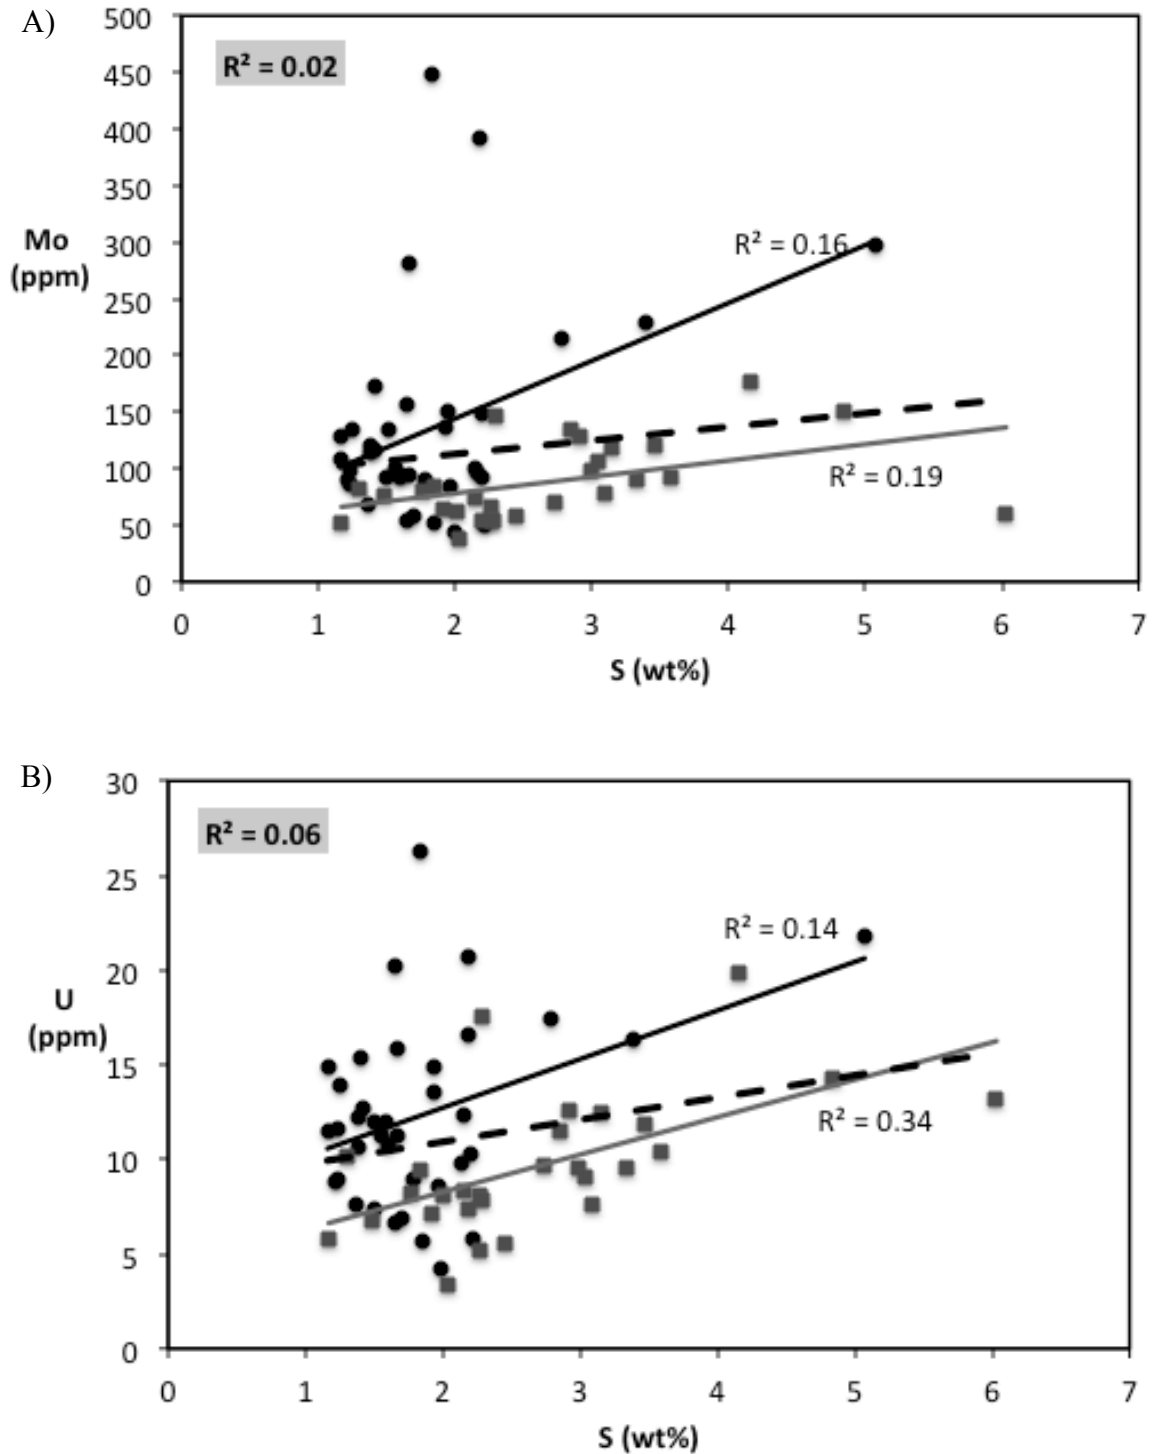 A)
R² = 0.02
500
450
400
350
300
250
200
150
100
50
0
Mo
(ppm)
R² = 0.16
R² = 0.19
0 1 2 3 4 5 6 7
S (wt%)
B)
R² = 0.06
30
25
20
15
10
5
0
U
(ppm)
R² = 0.14
R² = 0.34
0 1 2 3 4 5 6 7
S (wt%)